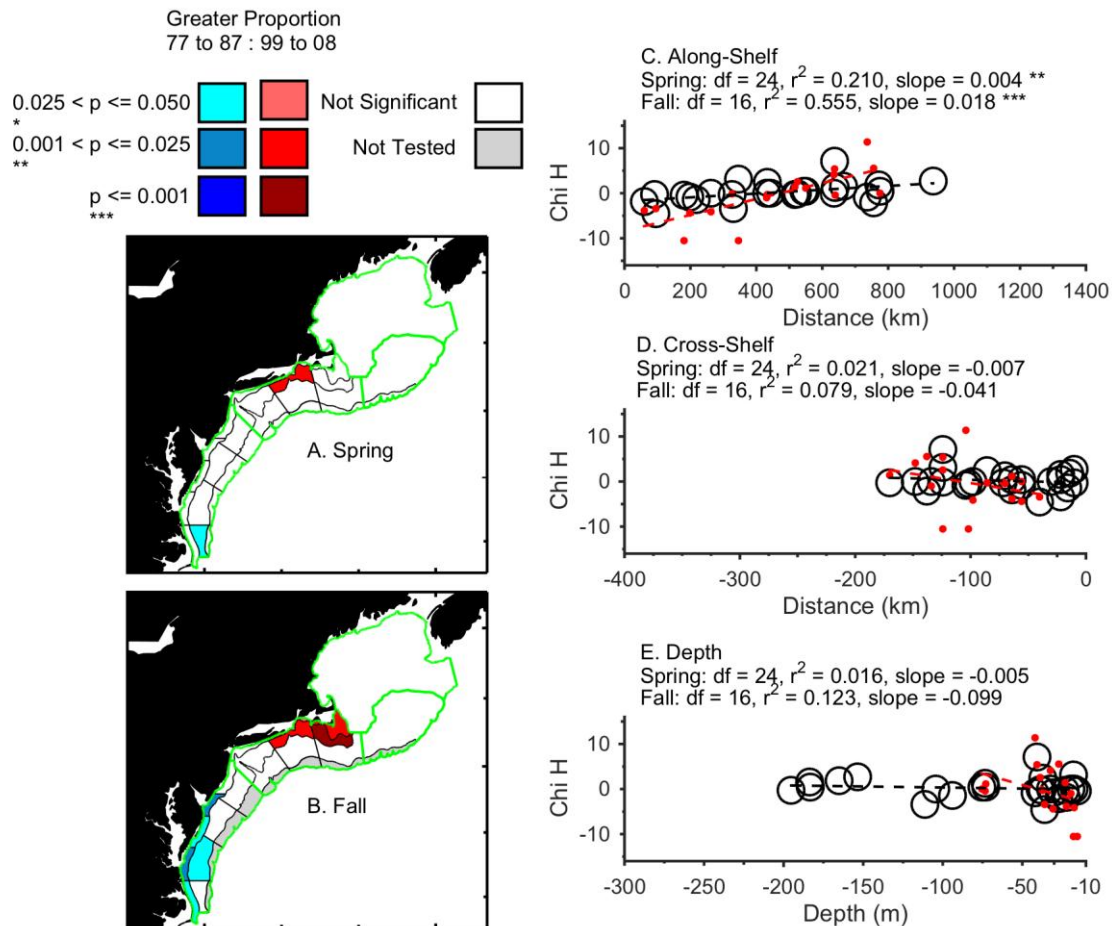 Greater Proportion
77 to 87 : 99 to 08
0.025 < p <= 0.050
*
0.001 < p <= 0.025
**
p <= 0.001
***
Not Significant
Not Tested
A. Spring
B. Fall
C. Along-Shelf
Spring: df = 24, r² = 0.210, slope = 0.004 **
Fall: df = 16, r² = 0.555, slope = 0.018 ***
Chi H
10
0
-10
0 200 400 600 800 1000 1200 1400
Distance (km)
D. Cross-Shelf
Spring: df = 24, r² = 0.021, slope = -0.007
Fall: df = 16, r² = 0.079, slope = -0.041
Chi H
10
0
-10
-400 -300 -200 -100 0
Distance (km)
E. Depth
Spring: df = 24, r² = 0.016, slope = -0.005
Fall: df = 16, r² = 0.123, slope = -0.099
Chi H
10
0
-10
-300 -250 -200 -150 -100 -50 -10
Depth (m)